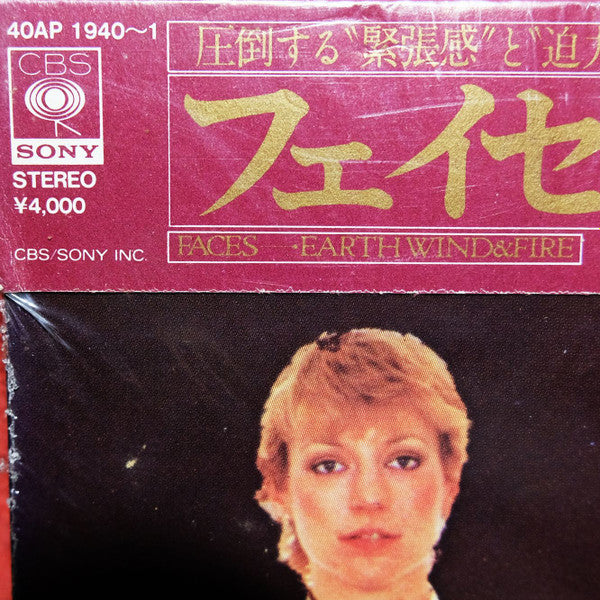 40AP 1940〜1
圧倒する"緊張感"と"迫
CBS
SONY
フェイセ
STEREO
¥4,000
FACES EARTH WIND&FIRE
CBS/SONY INC.